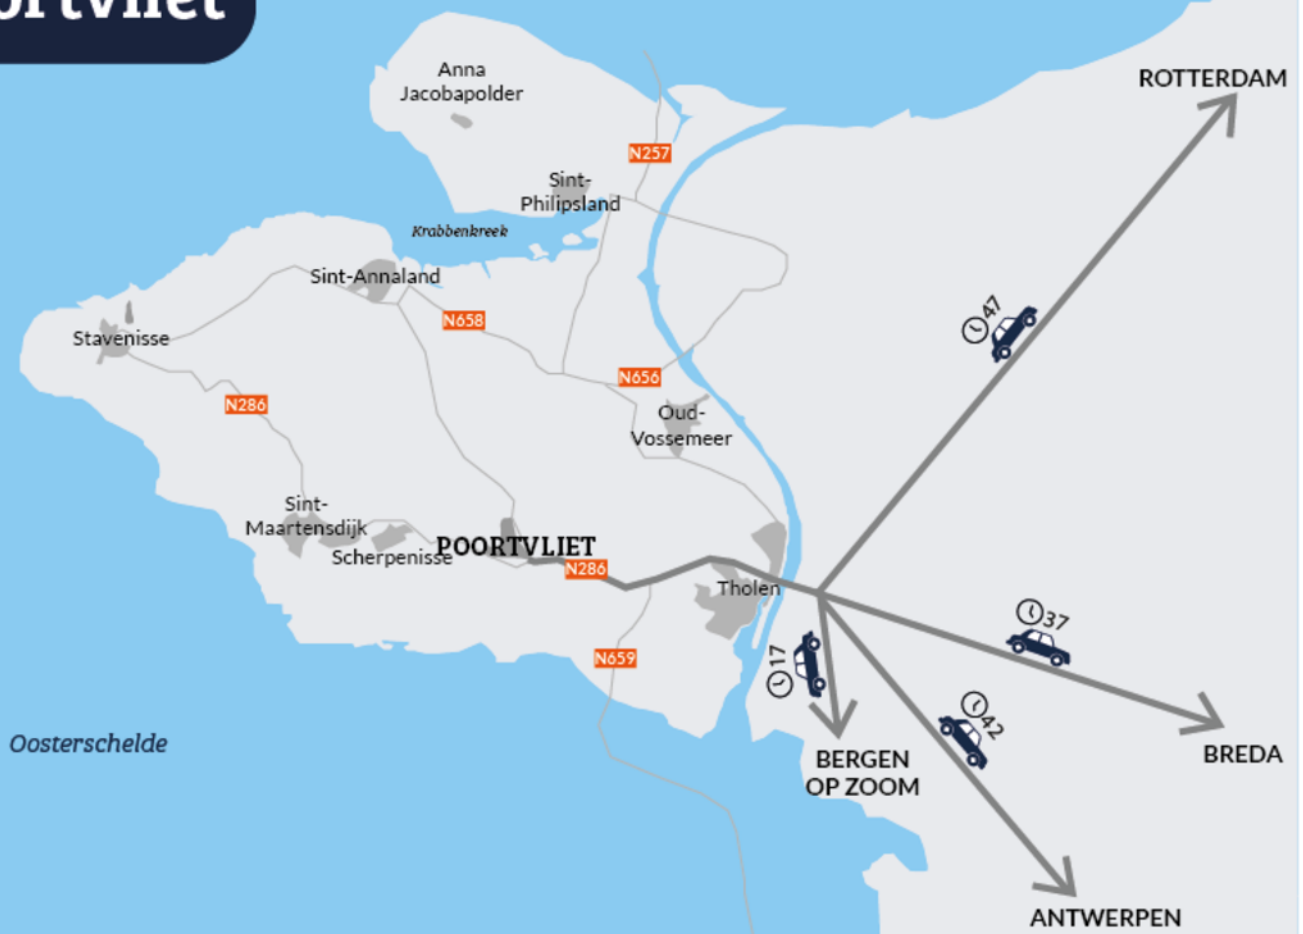 ortvliet
Anna
Jacobapolder
ROTTERDAM
N257
Sint-
Philipsland
Krabbenkreek
Sint-Annaland
N658
47
Stavenisse
N656
N286
Oud-
Vossemeer
Sint-
Maartensdijk
Scherpenisse
POORTVLIET
N286
Tholen
37
N659
17
42
Oosterschelde
BERGEN
OP ZOOM
BREDA
ANTWERPEN